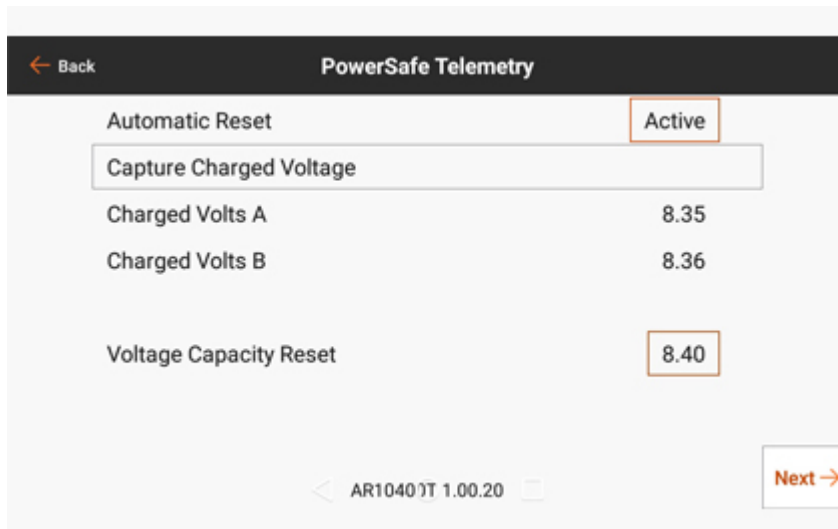 Back PowerSafe Telemetry
Automatic Reset Active
Capture Charged Voltage
Charged Volts A 8.35
Charged Volts B 8.36
Voltage Capacity Reset 8.40
Next
1.00.20